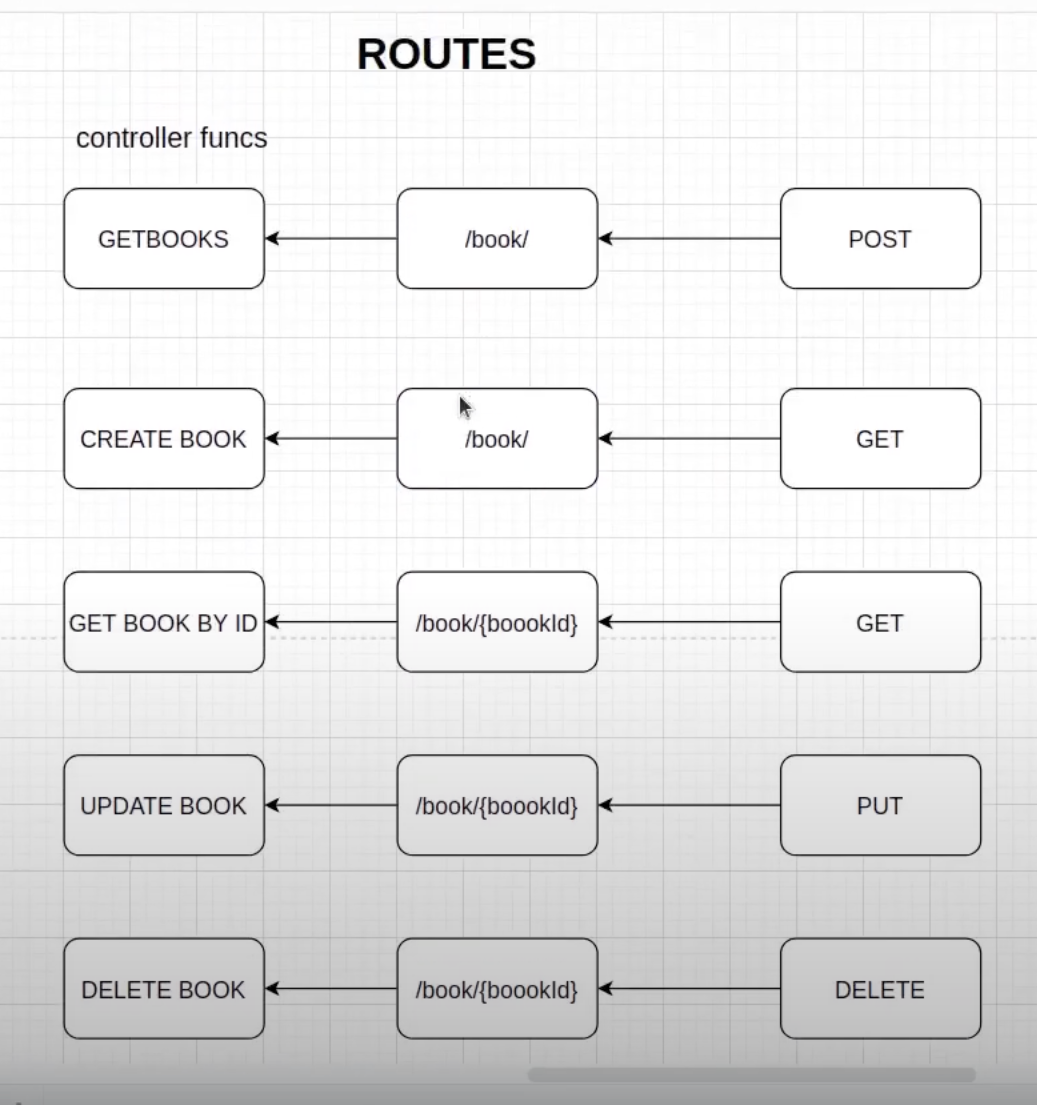 ROUTES
controller funcs
GETBOOKS
/book/
POST
CREATE BOOK
/book/
GET
GET BOOK BY ID
/book/{boookId}
GET
UPDATE BOOK
/book/{boookId}
PUT
DELETE BOOK
/book/{boookId}
DELETE